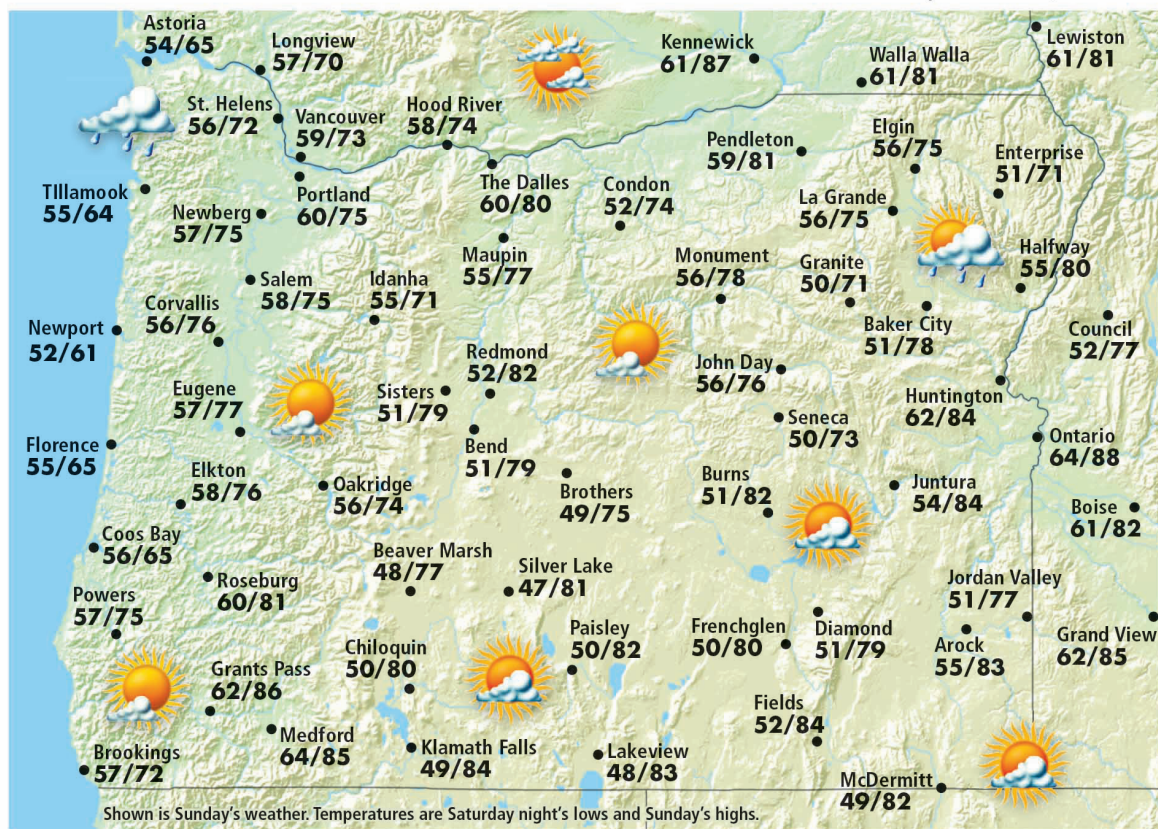 Astoria
54/65
Longview
57/70
Kennewick
61/87
Walla Walla
61/81
Lewiston
61/81
St. Helens
56/72
Vancouver
59/73
Hood River
58/74
Pendleton
59/81
Elgin
56/75
Enterprise
51/71
TIllamook
55/64
Newberg
57/75
Portland
60/75
The Dalles
60/80
Condon
52/74
La Grande
56/75
Maupin
55/77
Monument
56/78
Granite
50/71
Halfway
55/80
Salem
58/75
Idanha
55/71
Corvallis
56/76
Newport
52/61
Baker City
51/78
Council
52/77
Redmond
52/82
John Day
56/76
Eugene
57/77
Sisters
51/79
Huntington
62/84
Seneca
50/73
Florence
55/65
Bend
51/79
Ontario
64/88
Elkton
58/76
Oakridge
56/74
Brothers
49/75
Burns
51/82
Juntura
54/84
Boise
61/82
Coos Bay
56/65
Beaver Marsh
48/77
Silver Lake
47/81
Roseburg
60/81
Powers
57/75
Jordan Valley
51/77
Chiloquin
50/80
Paisley
50/82
Frenchglen
50/80
Diamond
51/79
Arock
55/83
Grand View
62/85
Grants Pass
62/86
Fields
52/84
Medford
64/85
Klamath Falls
49/84
Lakeview
48/83
Brookings
57/72
McDermitt
49/82
Shown is Sunday's weather. Temperatures are Saturday night's lows and Sunday's highs.